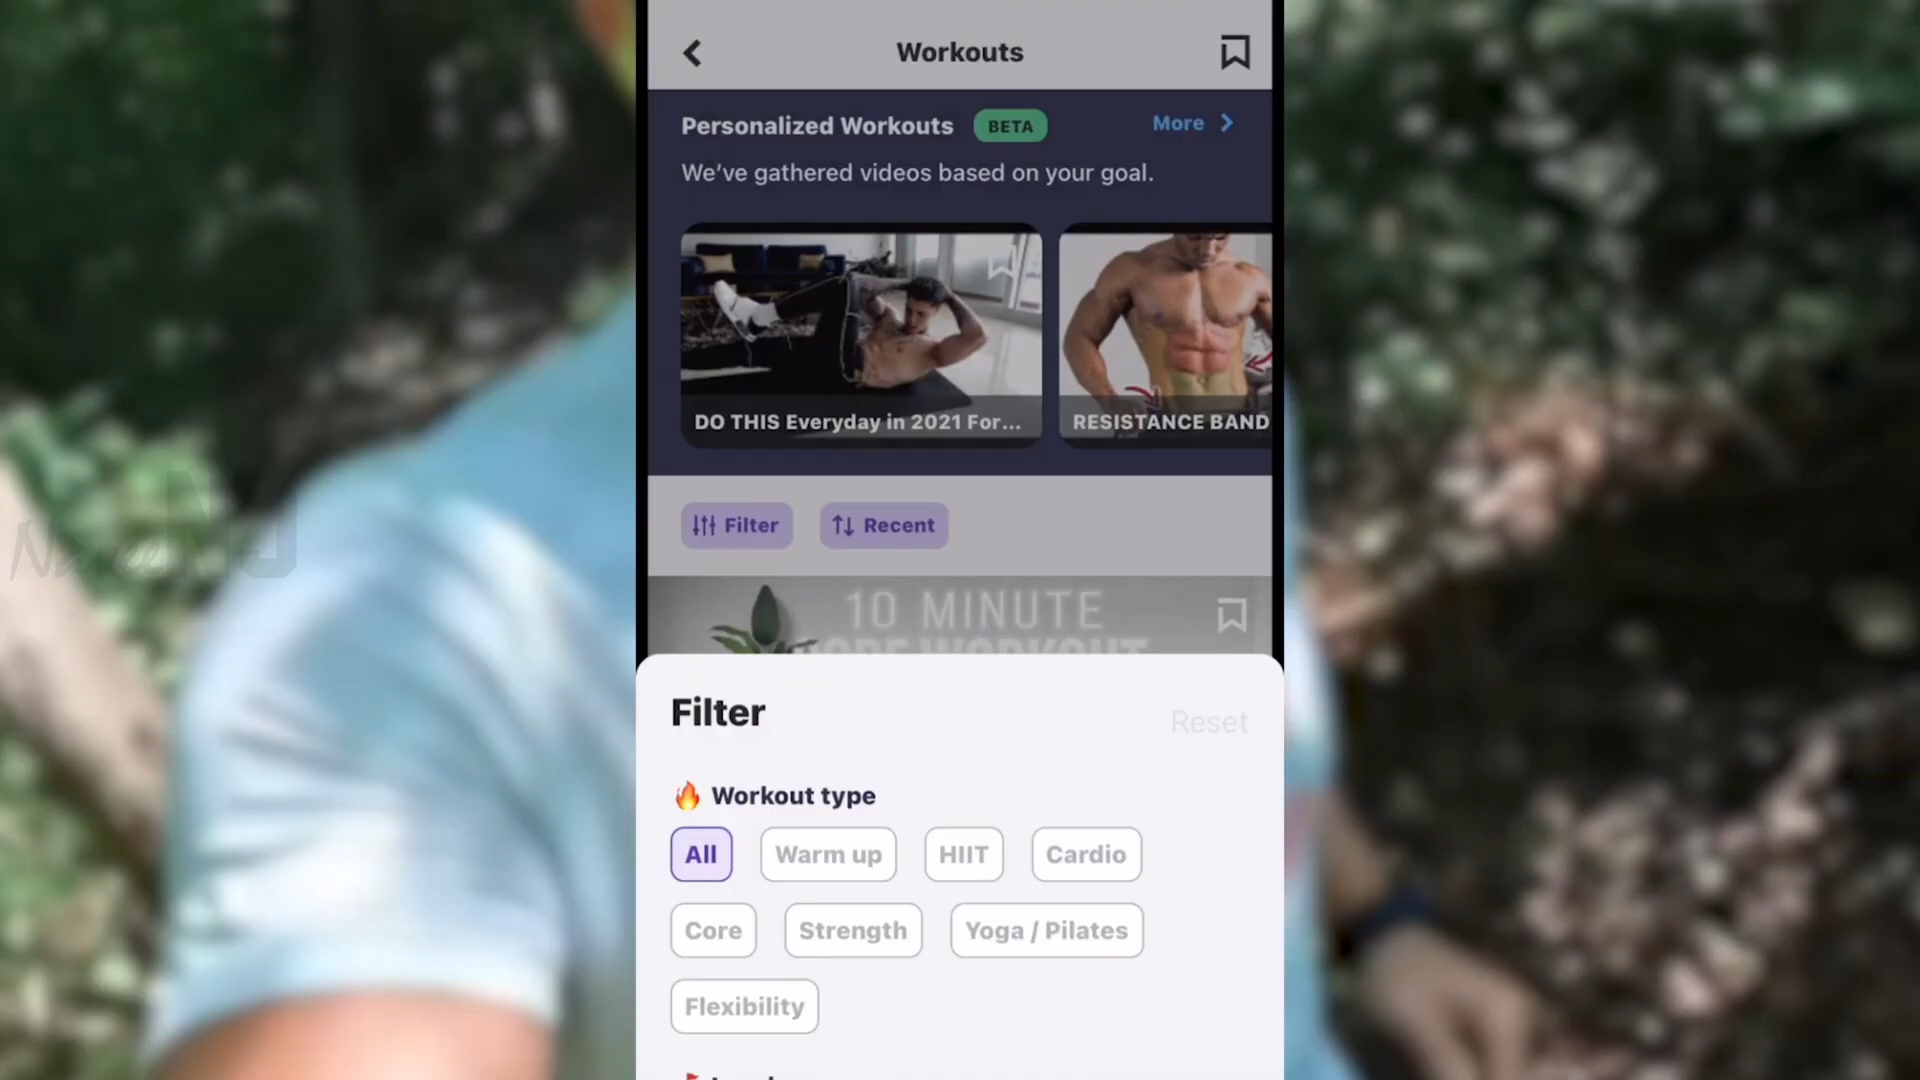 Workouts
Personalized Workouts BETA More
We've gathered videos based on your goal.
DO THIS Everyday in 2021 For...
RESISTANCE BAND
Filter Recent
10 MINUTE
Filter
Reset
🔥 Workout type
All Warm up HIIT Cardio
Core Strength Yoga / Pilates
Flexibility